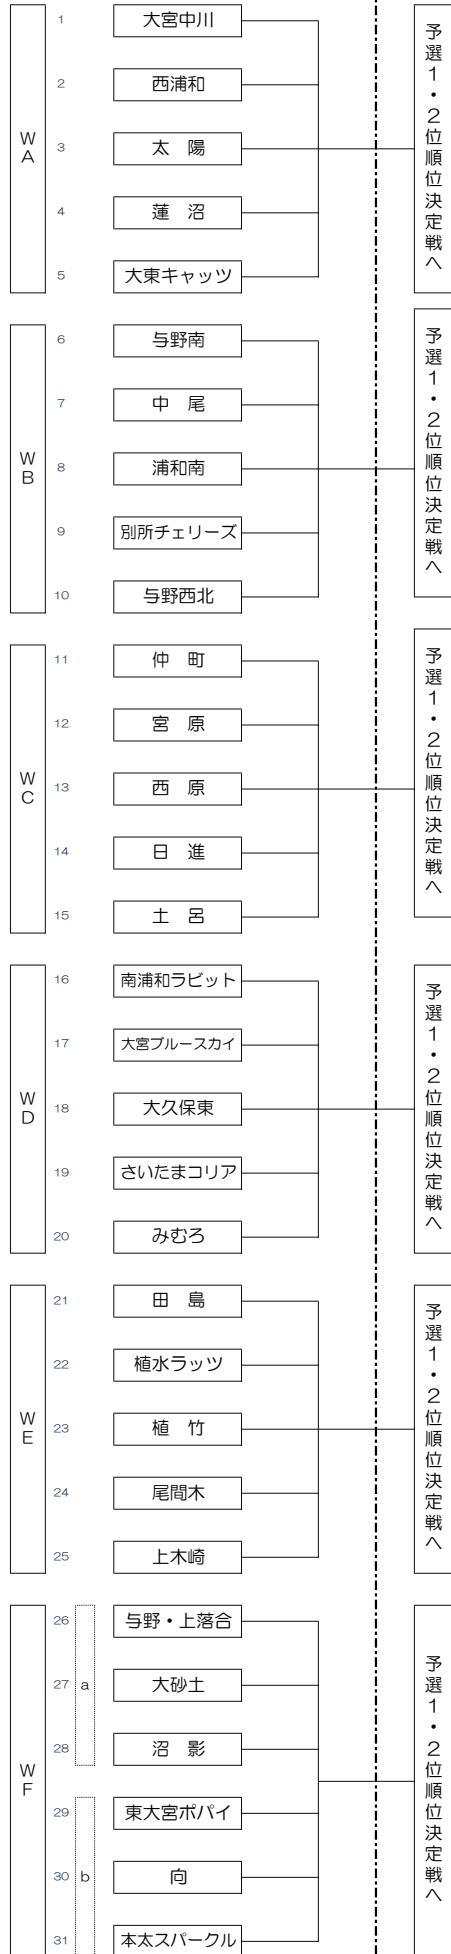 WA
1 大宮中川
2 西浦和
3 太 陽
4 蓮 沼
5 大東キャッツ
予選1・2位順位決定戦へ
WB
6 与野南
7 中 尾
8 浦和南
9 別所チェリーズ
10 与野西北
予選1・2位順位決定戦へ
WC
11 仲 町
12 宮 原
13 西 原
14 日 進
15 土 呂
予選1・2位順位決定戦へ
WD
16 南浦和ラビット
17 大宮ブルースカイ
18 大久保東
19 さいたまコリア
20 みむろ
予選1・2位順位決定戦へ
WE
21 田 島
22 植水ラッツ
23 植 竹
24 尾間木
25 上木崎
予選1・2位順位決定戦へ
WF
a
26 与野・上落合
27 大砂土
28 沼 影
b
29 東大宮ポパイ
30 向
31 本太スパークル
予選1・2位順位決定戦へ